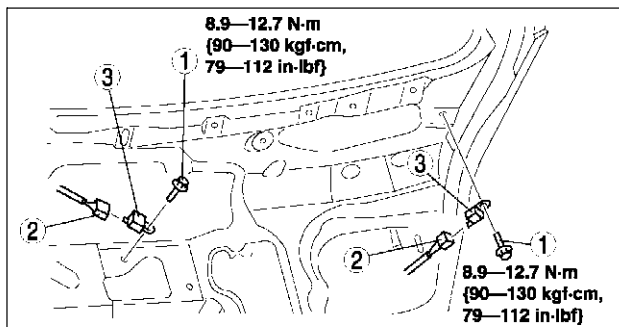 8.9—12.7 N·m
{90—130 kgf·cm,
79—112 in·lbf}
3
1
3
2
2
1
8.9—12.7 N·m
{90—130 kgf·cm,
79—112 in·lbf}